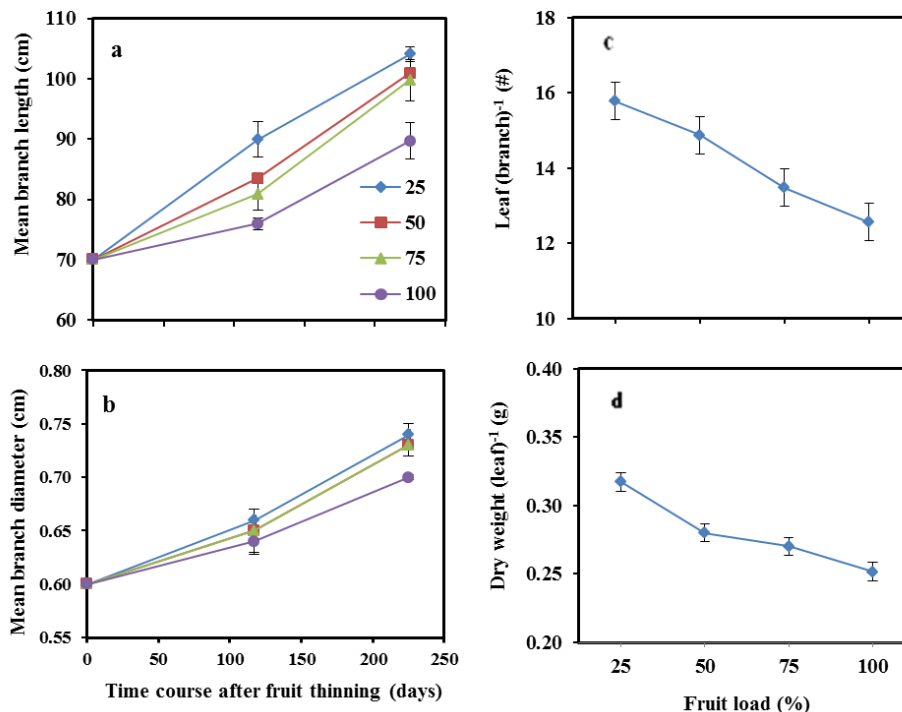 Mean branch length (cm)
110
100
90
80
70
60
a
25
50
75
100
Leaf (branch)-1 (#)
18
16
14
12
10
c
Mean branch diameter (cm)
0.80
0.75
0.70
0.65
0.60
0.55
b
0 50 100 150 200 250
Time course after fruit thinning (days)
Dry weight (leaf)-1 (g)
0.40
0.35
0.30
0.25
0.20
d
25 50 75 100
Fruit load (%)